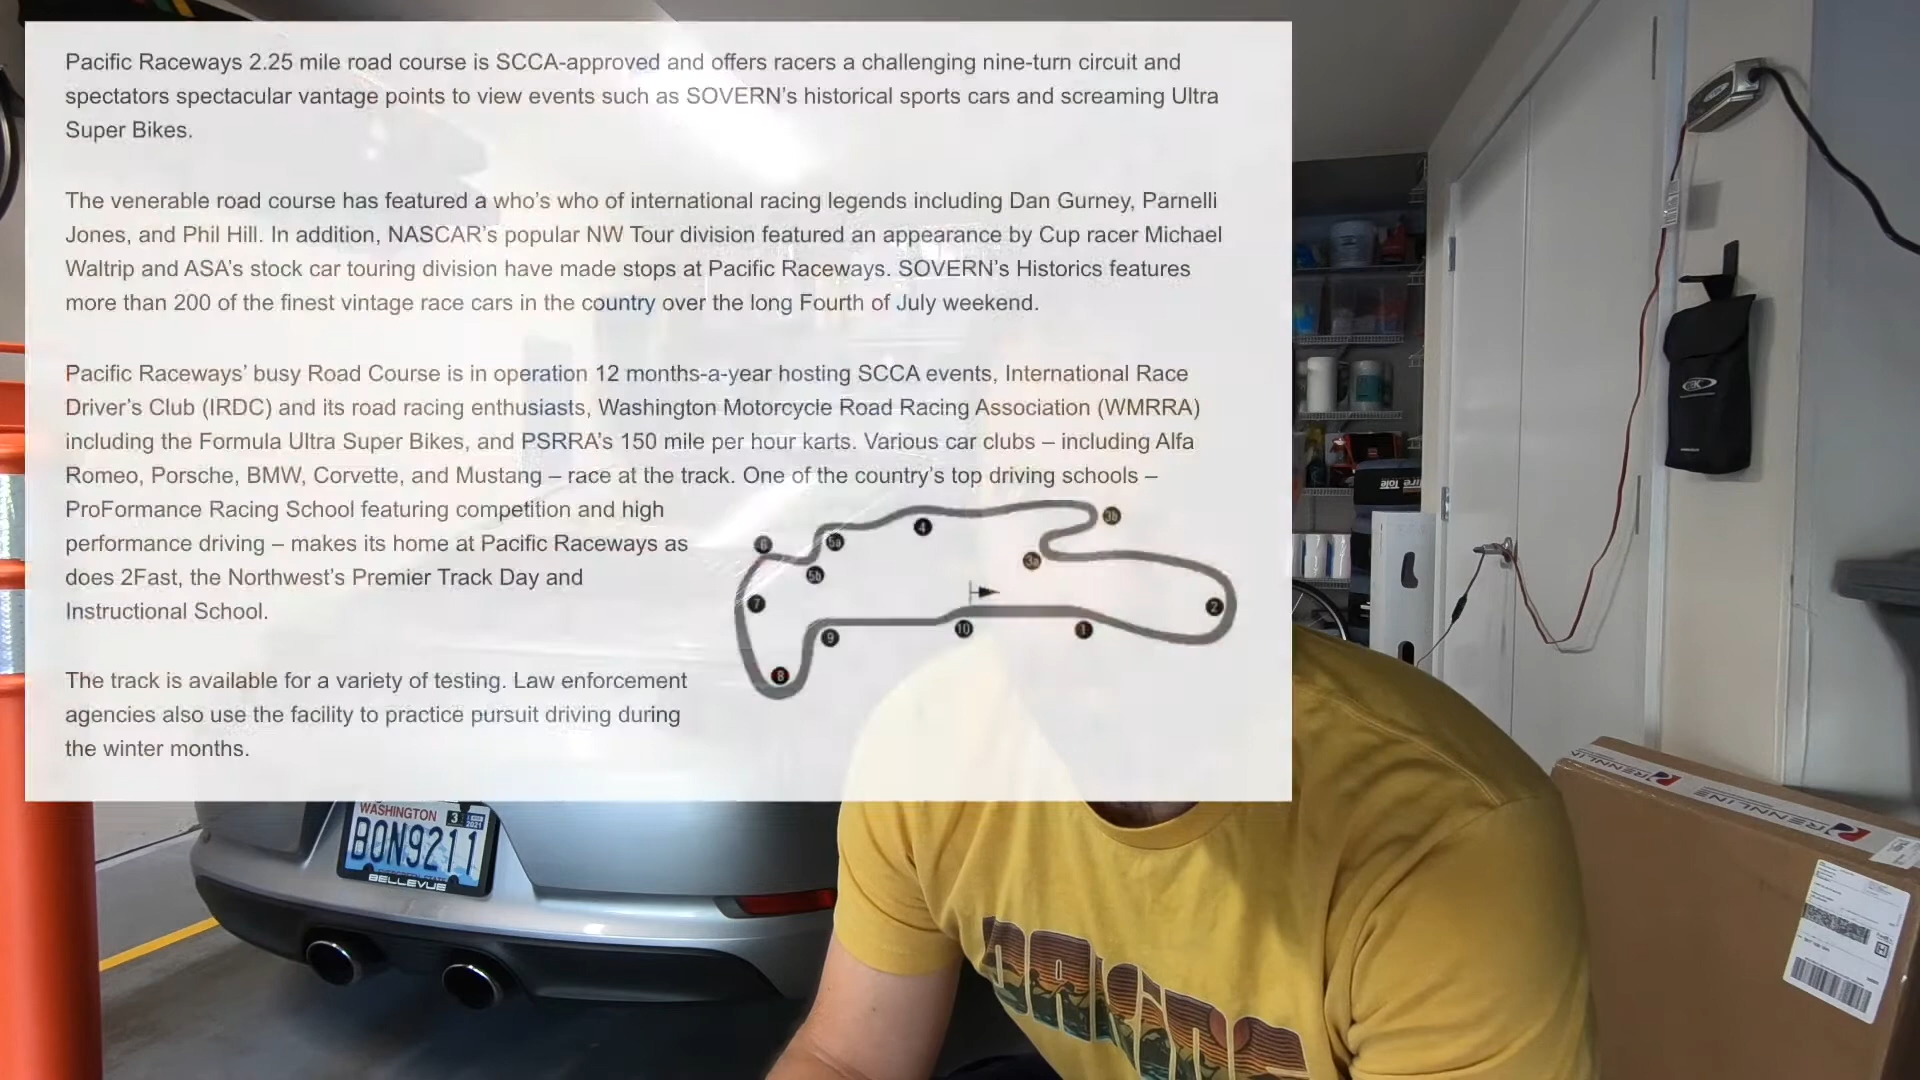 Pacific Raceways 2.25 mile road course is SCCA-approved and offers racers a challenging nine-turn circuit and
spectators spectacular vantage points to view events such as SOVERN's historical sports cars and screaming Ultra
Super Bikes.
The venerable road course has featured a who's who of international racing legends including Dan Gurney, Parnelli
Jones, and Phil Hill. In addition, NASCAR's popular NW Tour division featured an appearance by Cup racer Michael
Waltrip and ASA's stock car touring division have made stops at Pacific Raceways. SOVERN's Historics features
more than 200 of the finest vintage race cars in the country over the long Fourth of July weekend.
Pacific Raceways' busy Road Course is in operation 12 months-a-year hosting SCCA events, International Race
Driver's Club (IRDC) and its road racing enthusiasts, Washington Motorcycle Road Racing Association (WMRRA)
including the Formula Ultra Super Bikes, and PSRRA's 150 mile per hour karts. Various car clubs – including Alfa
Romeo, Porsche, BMW, Corvette, and Mustang – race at the track. One of the country's top driving schools –
ProFormance Racing School featuring competition and high
performance driving – makes its home at Pacific Raceways as
does 2Fast, the Northwest's Premier Track Day and
Instructional School.
The track is available for a variety of testing. Law enforcement
agencies also use the facility to practice pursuit driving during
the winter months.
3b
4
5a
6
3a
5b
7
2
10
1
9
8
WASHINGTON 3 2021
BON9211
BELLEVUE
RENNLINE
RENNLINE